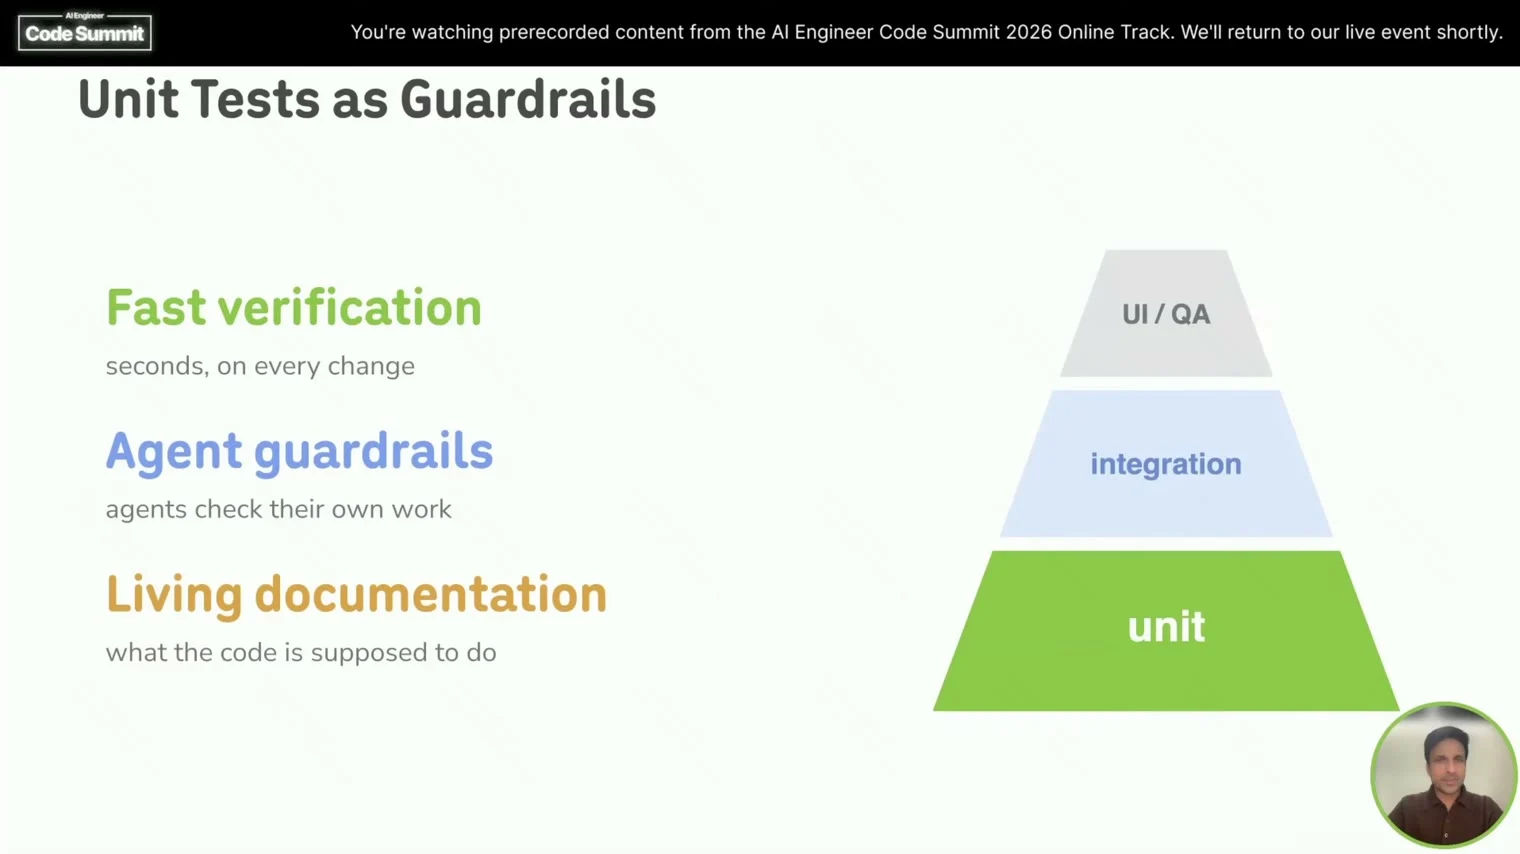 AI Engineer
Code Summit
You're watching prerecorded content from the AI Engineer Code Summit 2026 Online Track. We'll return to our live event shortly.
Unit Tests as Guardrails
Fast verification
seconds, on every change
Agent guardrails
agents check their own work
Living documentation
what the code is supposed to do
UI / QA
integration
unit